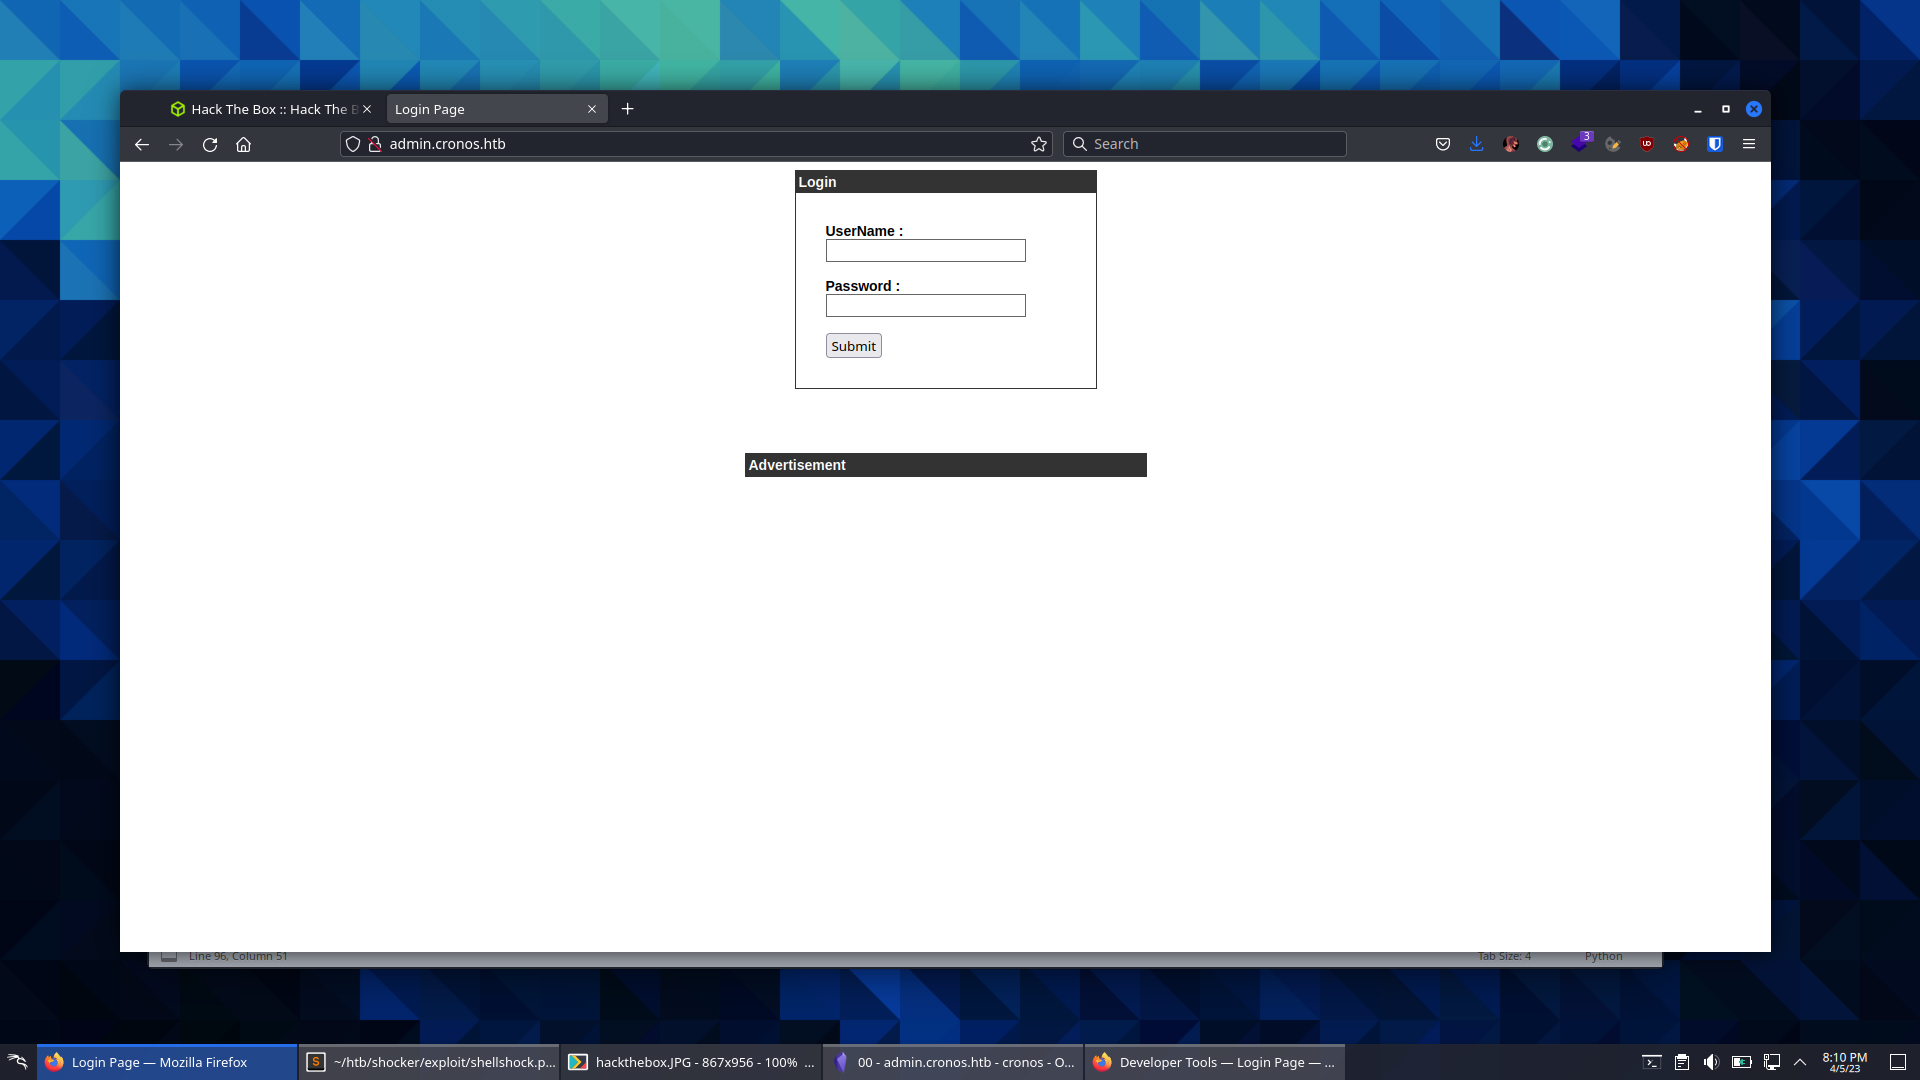 Hack The Box :: Hack The B
Login Page
admin.cronos.htb
Search
3
Login
UserName :
Password :
Submit
Advertisement
Line 96, Column 51
Tab Size: 4
Python
Login Page — Mozilla Firefox
S
~/htb/shocker/exploit/shellshock.p...
hackthebox.JPG - 867x956 - 100% ...
00 - admin.cronos.htb - cronos - O...
Developer Tools — Login Page — ...
8:10 PM
4/5/23